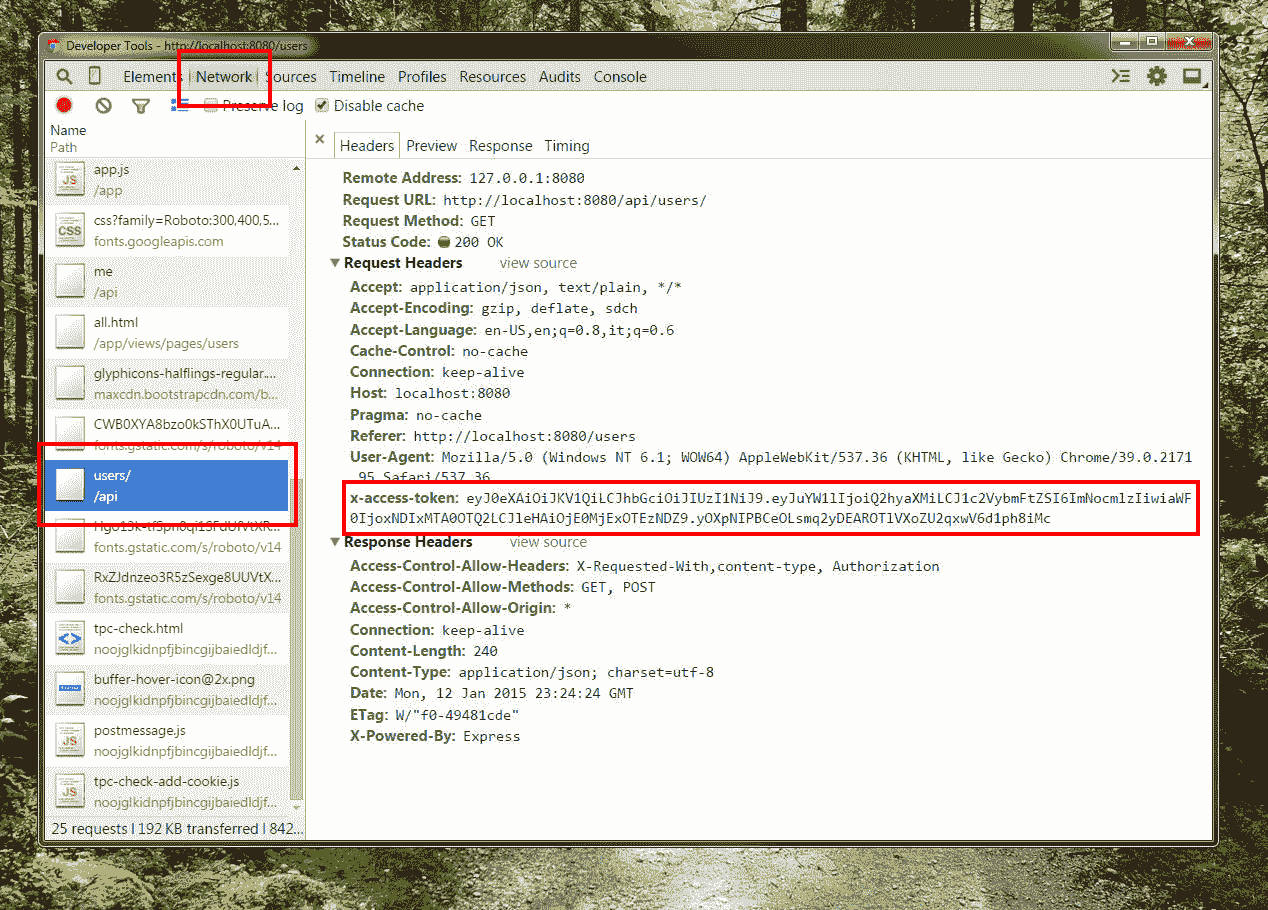 Developer Tools - http://localhost:8080/users
Elements Network Sources Timeline Profiles Resources Audits Console
Preserve log Disable cache
Name
Path
app.js
/app
css?family=Roboto:300,400,5...
fonts.googleapis.com
me
/api
all.html
/app/views/pages/users
glyphicons-halflings-regular....
maxcdn.bootstrapcdn.com/b...
CWB0XYA8bzo0kSThX0UTuA...
fonts.gstatic.com/s/roboto/v14
users/
/api
fonts.gstatic.com/s/roboto/v14
RxZJdnzeo3R5zSexge8UUVtX...
fonts.gstatic.com/s/roboto/v14
tpc-check.html
noojglkidnpfjbincgijbaiedldjf...
buffer-hover-icon@2x.png
noojglkidnpfjbincgijbaiedldjf...
postmessage.js
noojglkidnpfjbincgijbaiedldjf...
tpc-check-add-cookie.js
noojglkidnpfjbincgijbaiedldjf...
25 requests | 192 KB transferred | 842...
Headers Preview Response Timing
Remote Address: 127.0.0.1:8080
Request URL: http://localhost:8080/api/users/
Request Method: GET
Status Code: 200 OK
Request Headers view source
Accept: application/json, text/plain, */*
Accept-Encoding: gzip, deflate, sdch
Accept-Language: en-US,en;q=0.8,it;q=0.6
Cache-Control: no-cache
Connection: keep-alive
Host: localhost:8080
Pragma: no-cache
Referer: http://localhost:8080/users
User-Agent: Mozilla/5.0 (Windows NT 6.1; WOW64) AppleWebKit/537.36 (KHTML, like Gecko) Chrome/39.0.2171
.95 Safari/537.36
x-access-token: eyJ0eXAiOiJKV1QiLCJhbGciOiJIUzI1NiJ9.eyJuYW1lIjoiQ2hyaXMiLCJ1c2VybmFtZSI6ImNocmlzIiwiaWF
0IjoxNDIxMTA0OTQ2LCJleHAiOjE0MjExOTEzNDZ9.yOXpNIPBCeOLsmq2yDEAROTlVXoZU2qxwV6d1ph8iMc
Response Headers view source
Access-Control-Allow-Headers: X-Requested-With,content-type, Authorization
Access-Control-Allow-Methods: GET, POST
Access-Control-Allow-Origin: *
Connection: keep-alive
Content-Length: 240
Content-Type: application/json; charset=utf-8
Date: Mon, 12 Jan 2015 23:24:24 GMT
ETag: W/"f0-49481cde"
X-Powered-By: Express